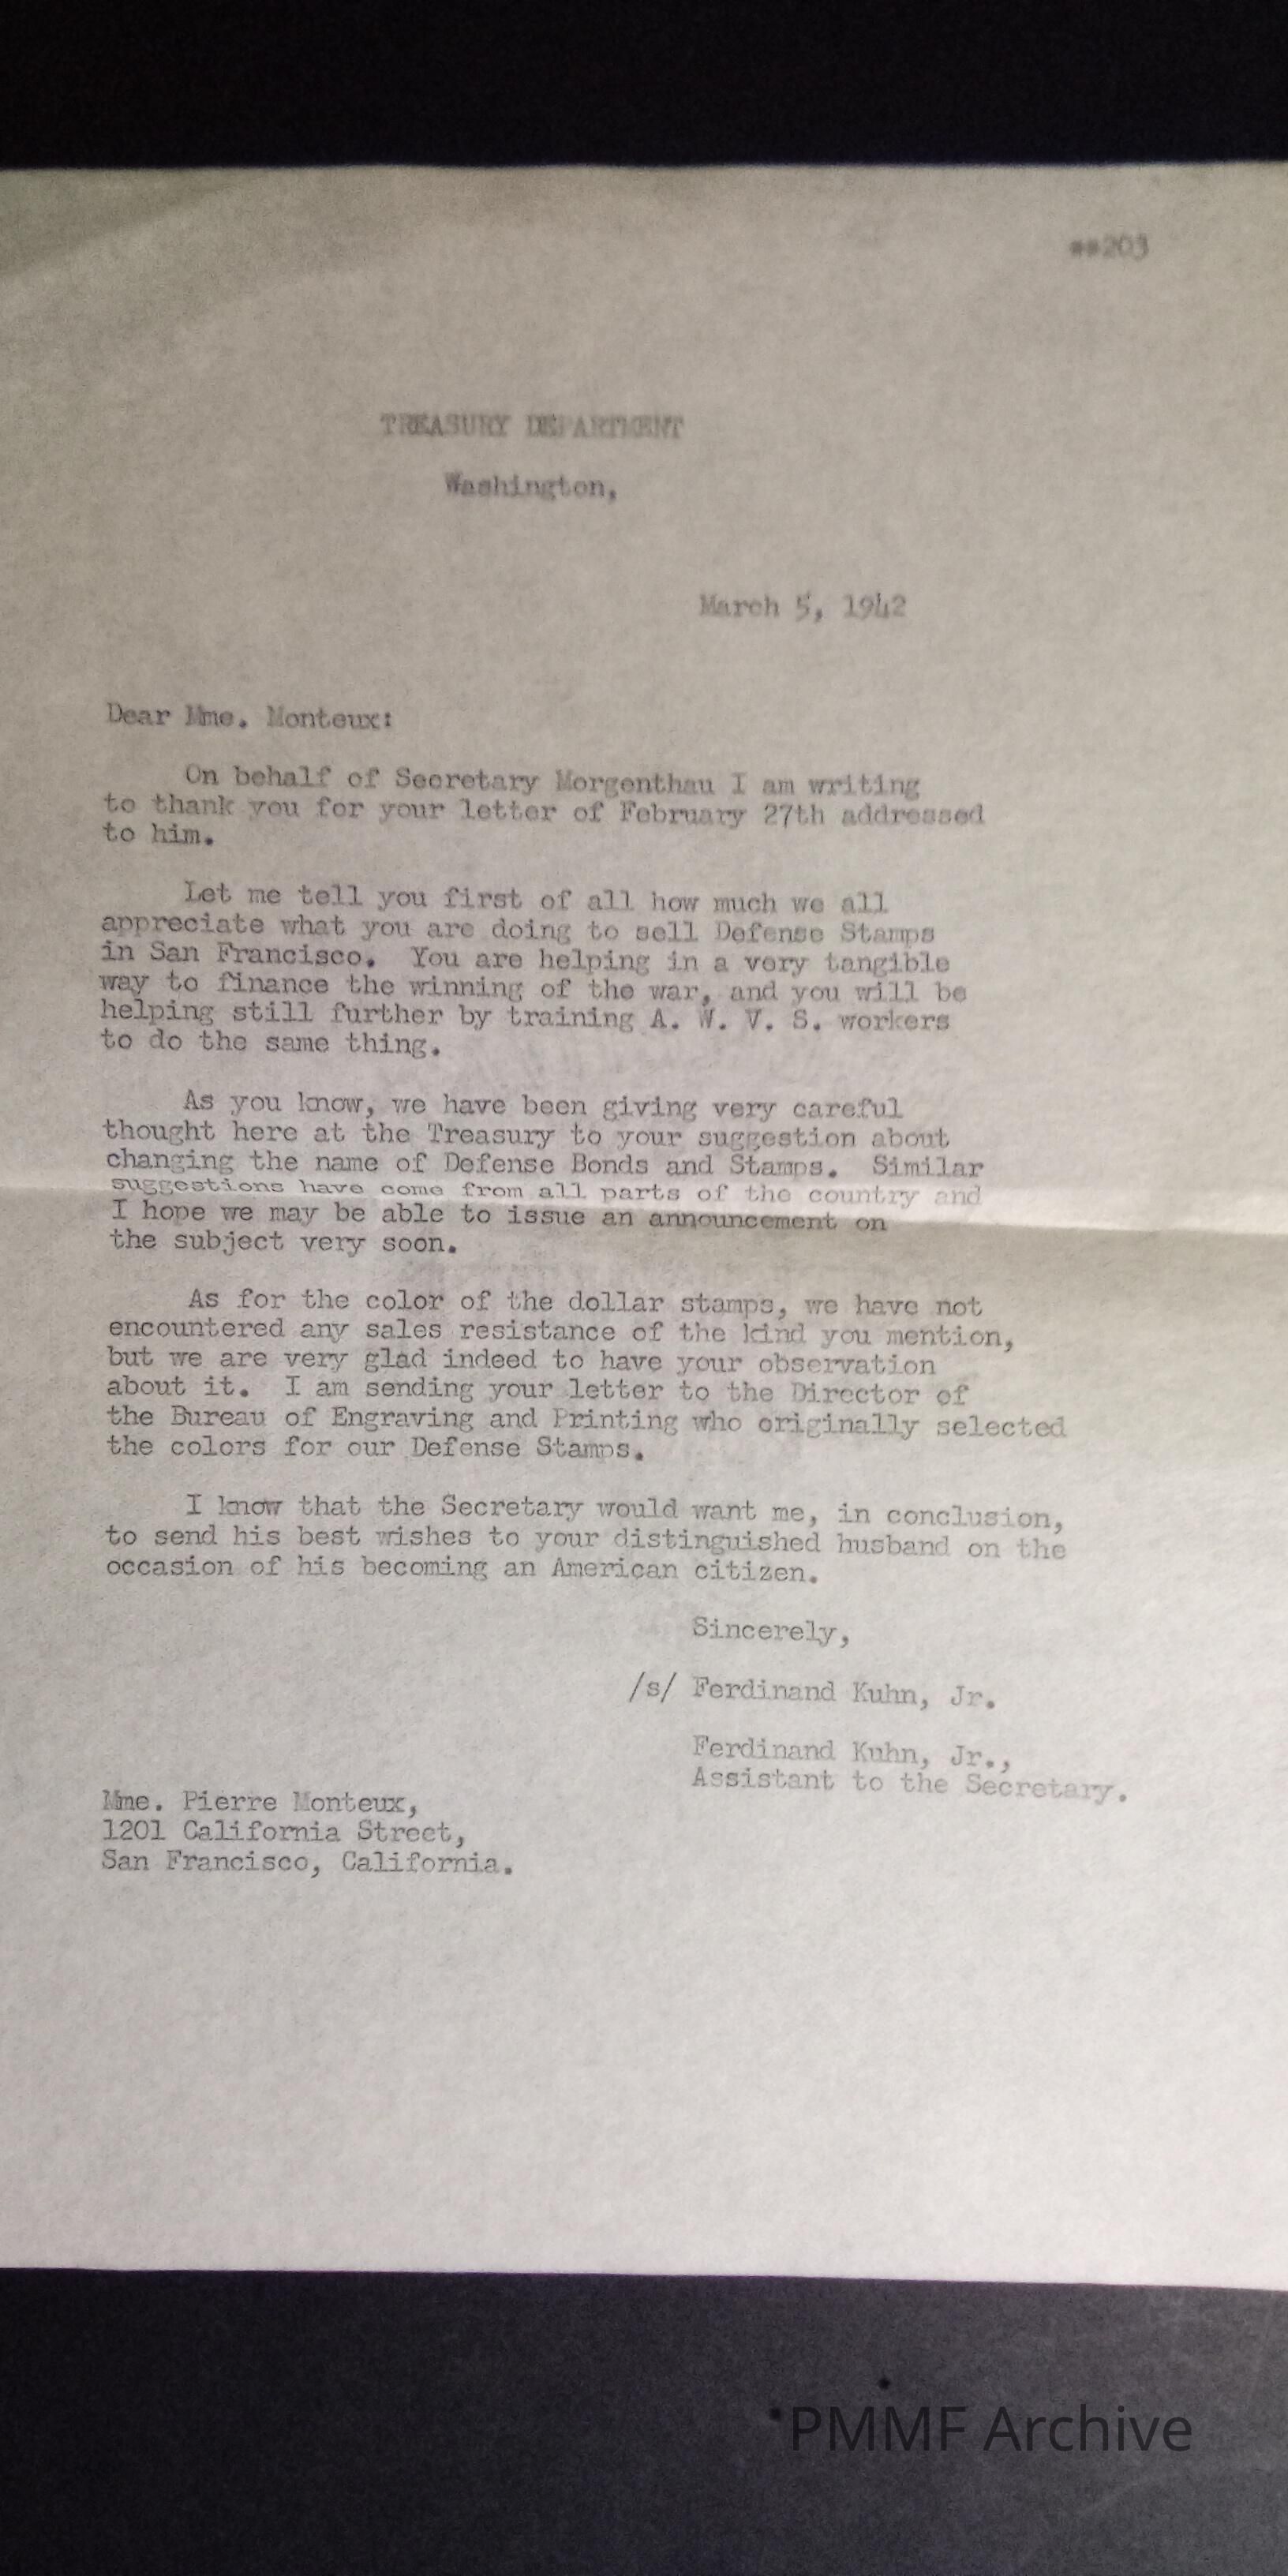 **203
TREASURY DEPARTMENT
Washington,
March 5, 1942
Dear Mme. Monteux:
On behalf of Secretary Morgenthau I am writing
to thank you for your letter of February 27th addressed
to him.
Let me tell you first of all how much we all
appreciate what you are doing to sell Defense Stamps
in San Francisco. You are helping in a very tangible
way to finance the winning of the war, and you will be
helping still further by training A. W. V. S. workers
to do the same thing.
As you know, we have been giving very careful
thought here at the Treasury to your suggestion about
changing the name of Defense Bonds and Stamps. Similar
suggestions have come from all parts of the country and
I hope we may be able to issue an announcement on
the subject very soon.
As for the color of the dollar stamps, we have not
encountered any sales resistance of the kind you mention,
but we are very glad indeed to have your observation
about it. I am sending your letter to the Director of
the Bureau of Engraving and Printing who originally selected
the colors for our Defense Stamps.
I know that the Secretary would want me, in conclusion,
to send his best wishes to your distinguished husband on the
occasion of his becoming an American citizen.
Sincerely,
/s/ Ferdinand Kuhn, Jr.
Ferdinand Kuhn, Jr.,
Assistant to the Secretary.
Mme. Pierre Monteux,
1201 California Street,
San Francisco, California.
PMMF Archive